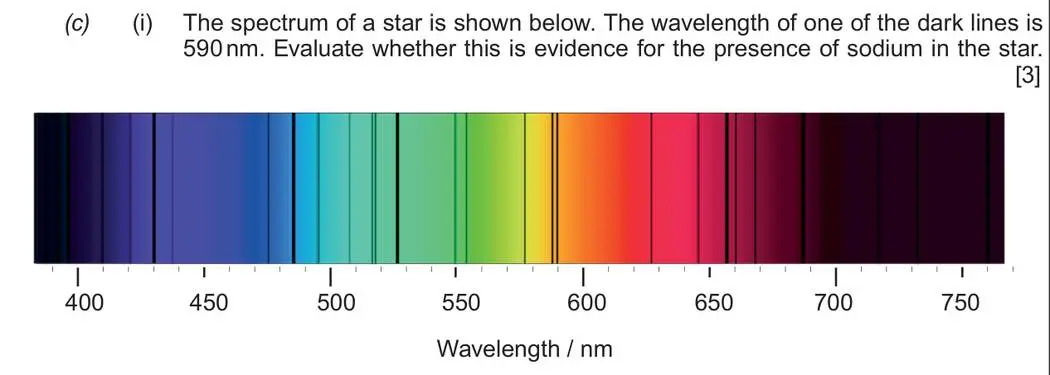 (c) (i) The spectrum of a star is shown below. The wavelength of one of the dark lines is
590 nm. Evaluate whether this is evidence for the presence of sodium in the star.
[3]
400 450 500 550 600 650 700 750
Wavelength / nm